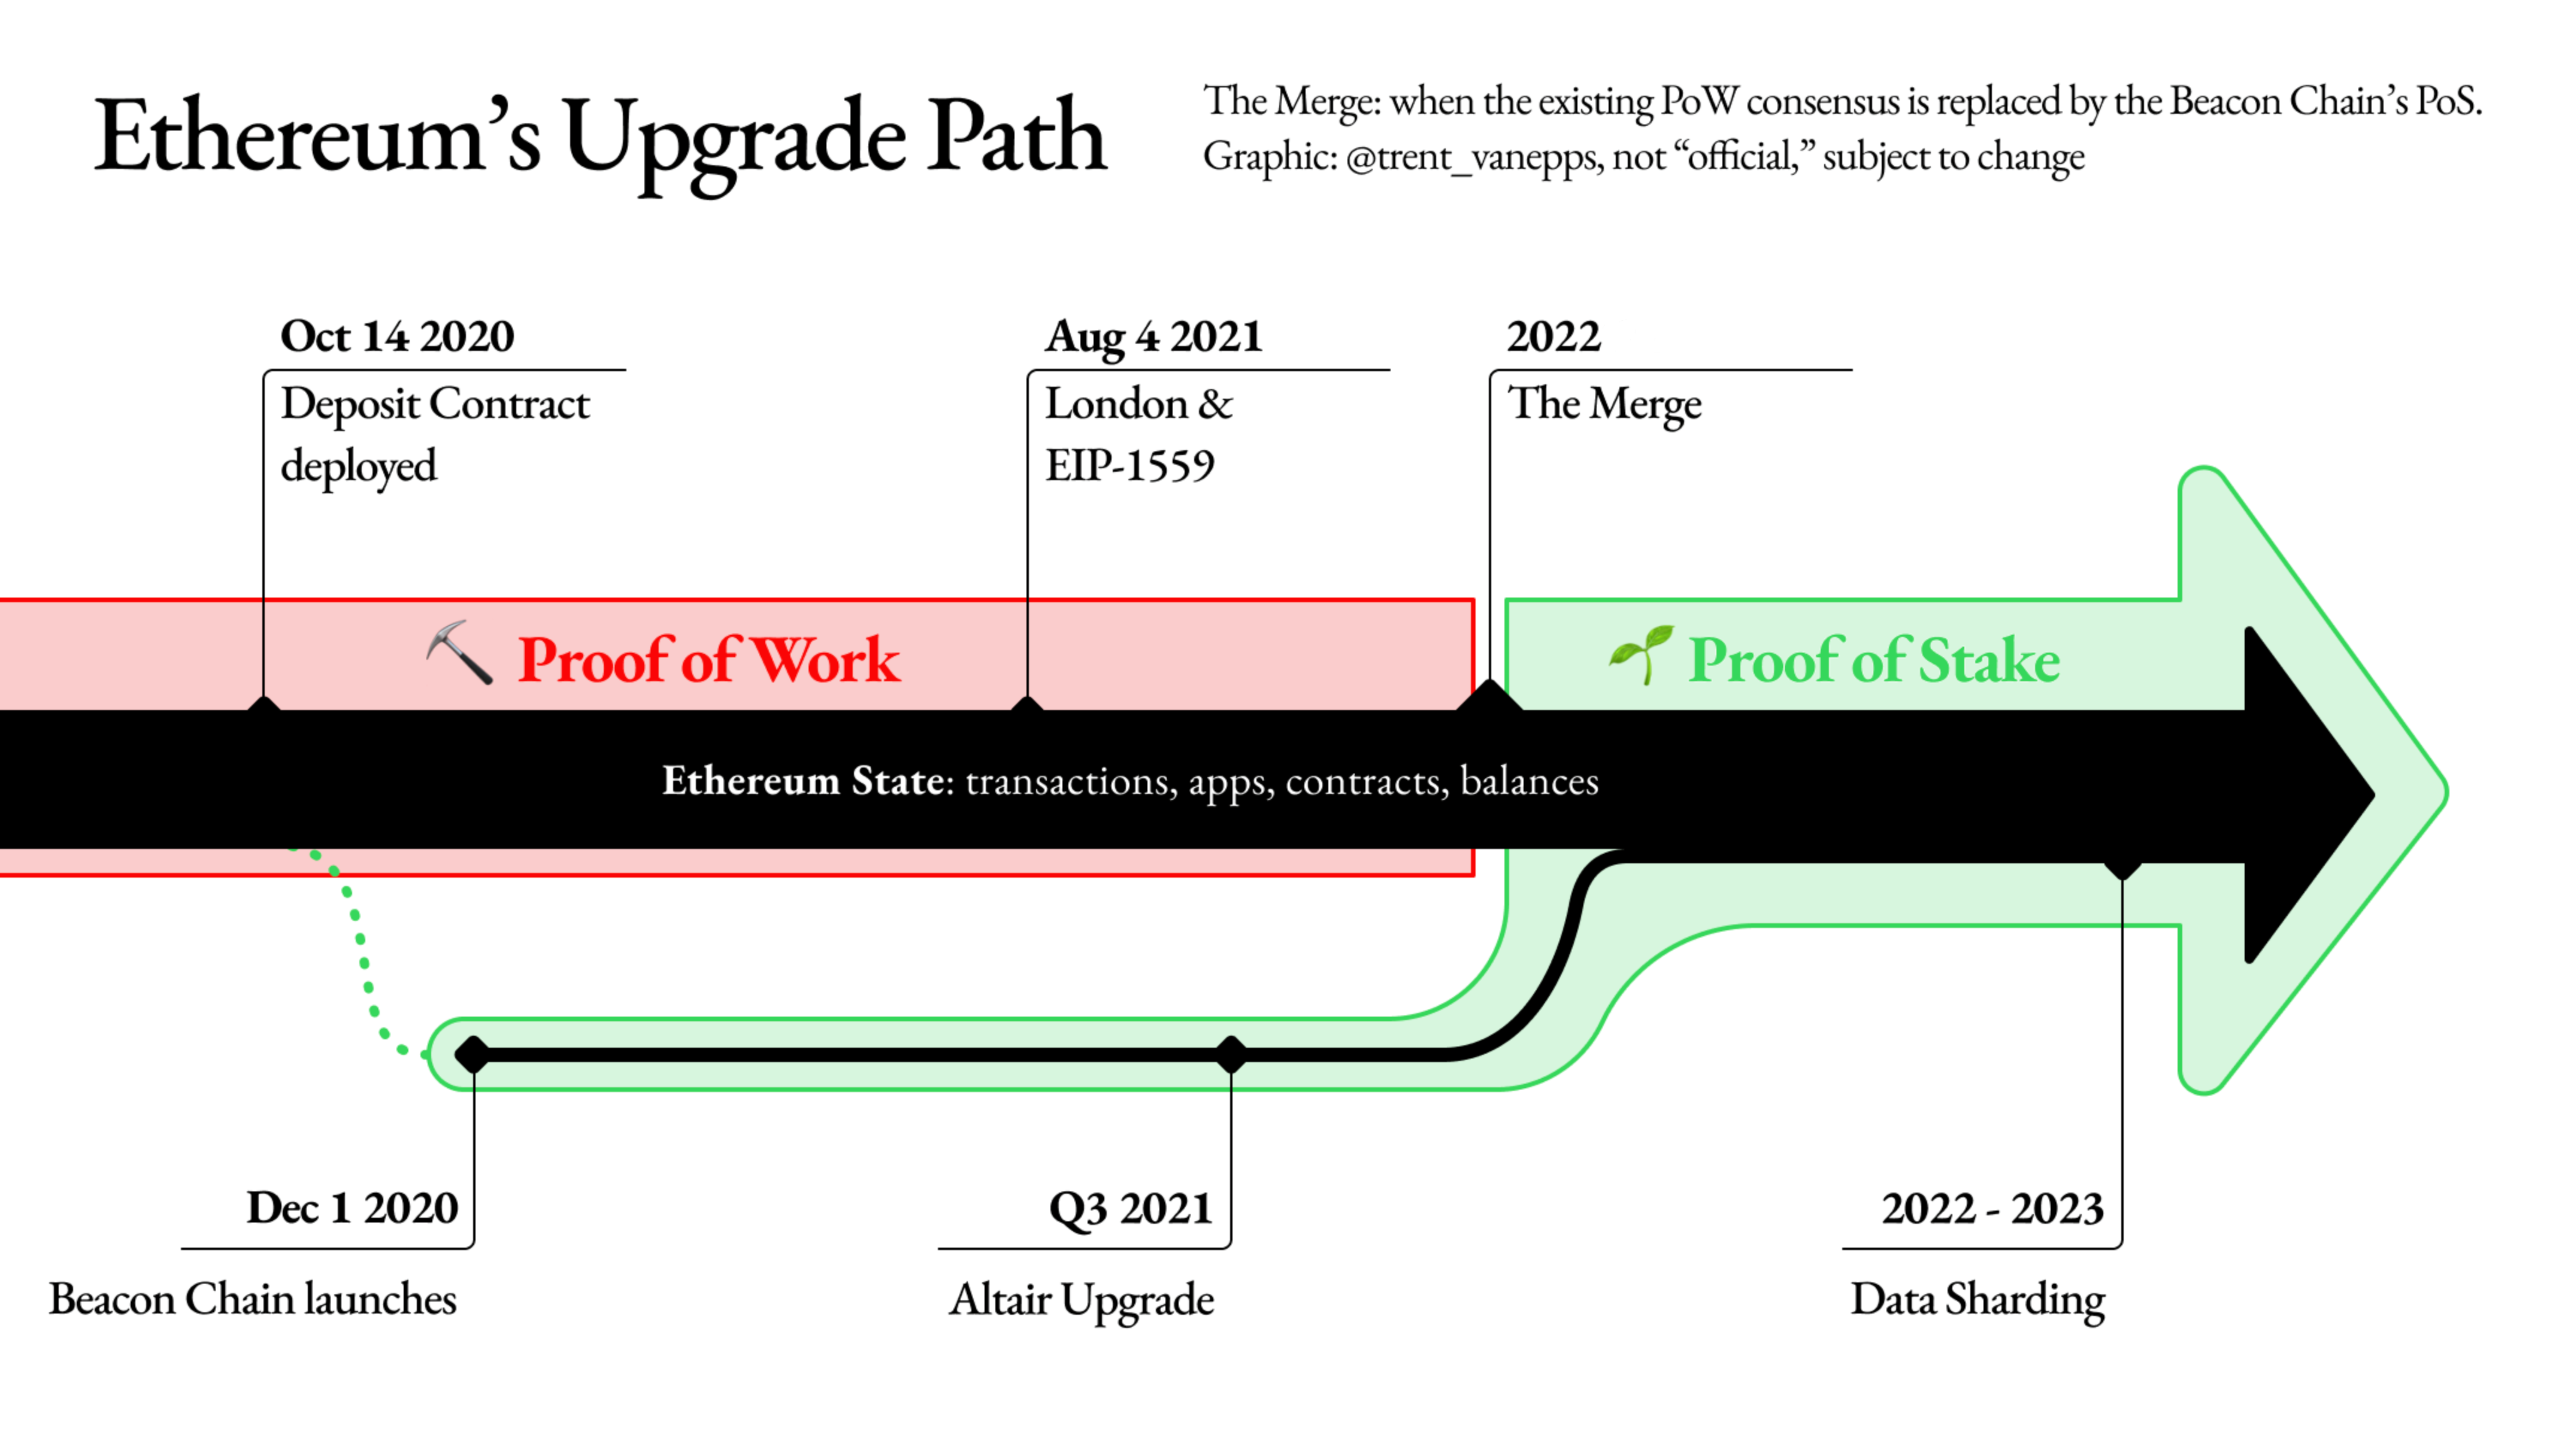 Ethereum’s Upgrade Path
The Merge: when the existing PoW consensus is replaced by the Beacon Chain’s PoS.
Graphic: @trent_vanepps, not “official,” subject to change
Oct 14 2020
Deposit Contract
deployed
Aug 4 2021
London &
EIP-1559
2022
The Merge
Proof of Work
Proof of Stake
Ethereum State: transactions, apps, contracts, balances
Dec 1 2020
Beacon Chain launches
Q3 2021
Altair Upgrade
2022 - 2023
Data Sharding